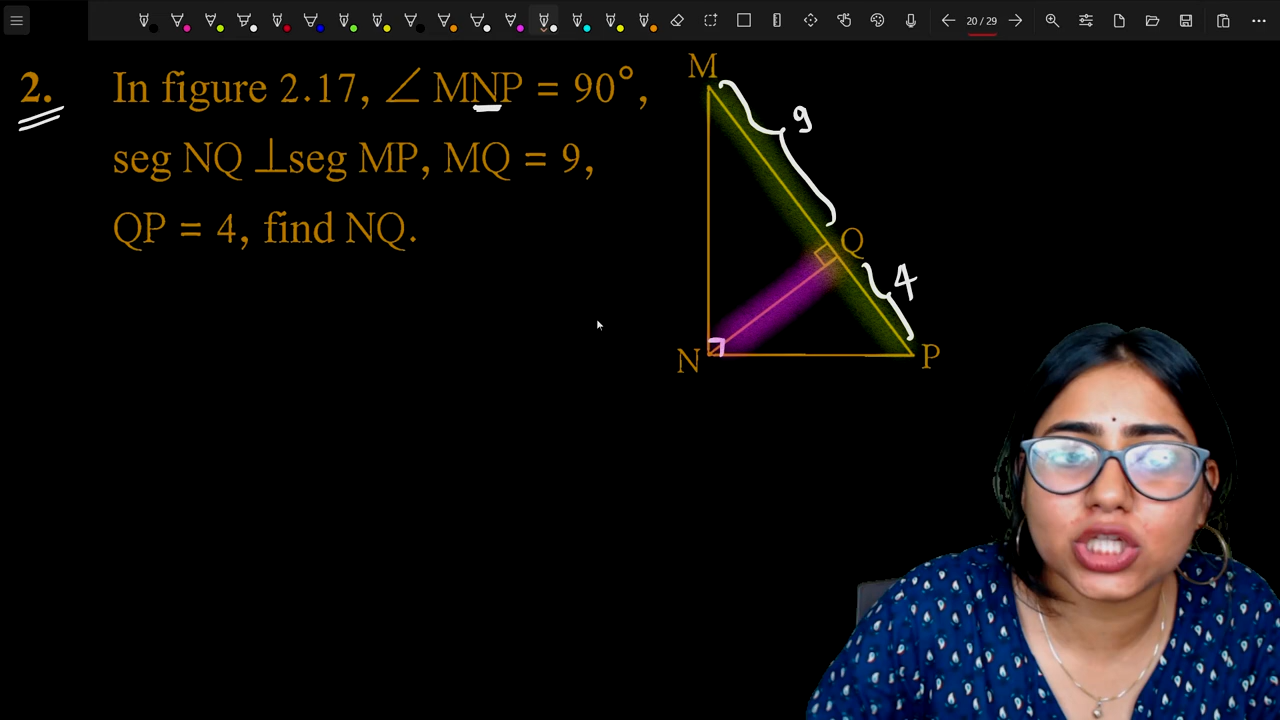 20 / 29
2. In figure 2.17, ∠ MNP = 90°,
seg NQ ⊥seg MP, MQ = 9,
QP = 4, find NQ.
M
9
Q
4
N
P